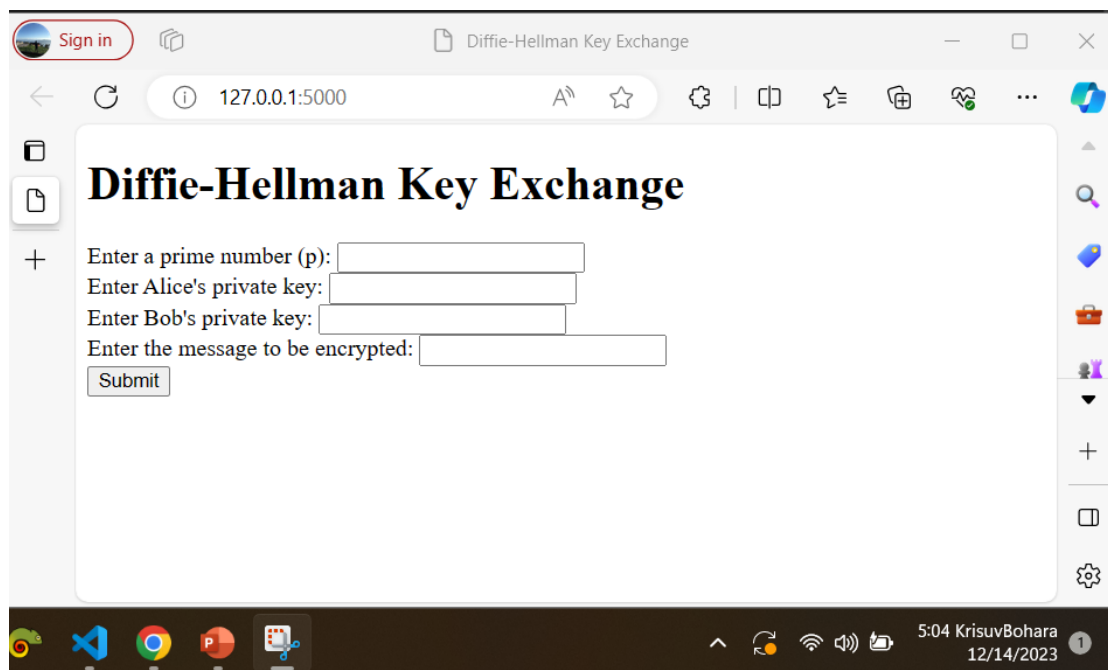 Sign in
Diffie-Hellman Key Exchange
127.0.0.1:5000
Diffie-Hellman Key Exchange
Enter a prime number (p):
Enter Alice's private key:
Enter Bob's private key:
Enter the message to be encrypted:
Submit
5:04 KrisuvBohara
12/14/2023
1